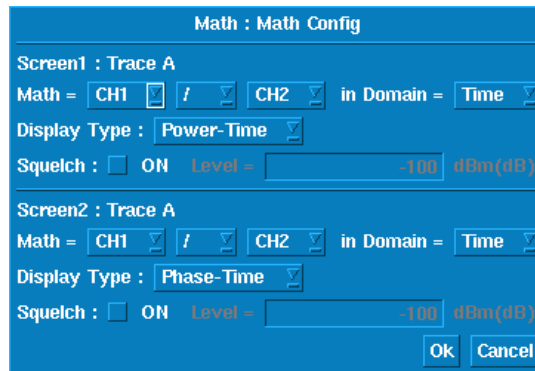 Math : Math Config
Screen1 : Trace A
Math = CH1 / CH2 in Domain = Time
Display Type : Power-Time
Squelch : ON Level = -100 dBm(dB)
Screen2 : Trace A
Math = CH1 / CH2 in Domain = Time
Display Type : Phase-Time
Squelch : ON Level = -100 dBm(dB)
Ok Cancel